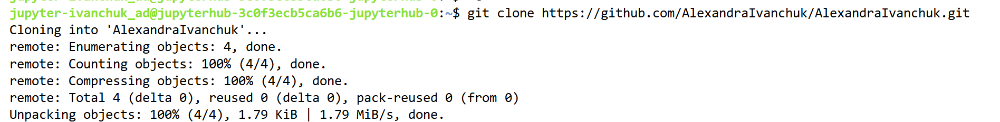 jupyter-ivanchuk_ad@jupyterhub-3c0f3ecb5ca6b6-jupyterhub-0:~$ git clone https://github.com/AlexandraIvanchuk/AlexandraIvanchuk.git
Cloning into 'AlexandraIvanchuk'...
remote: Enumerating objects: 4, done.
remote: Counting objects: 100% (4/4), done.
remote: Compressing objects: 100% (4/4), done.
remote: Total 4 (delta 0), reused 0 (delta 0), pack-reused 0 (from 0)
Unpacking objects: 100% (4/4), 1.79 KiB | 1.79 MiB/s, done.